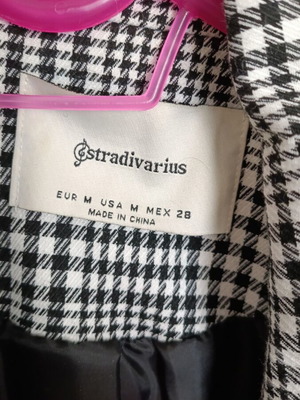 stradivarius
EUR M USA M MEX 28
MADE IN CHINA